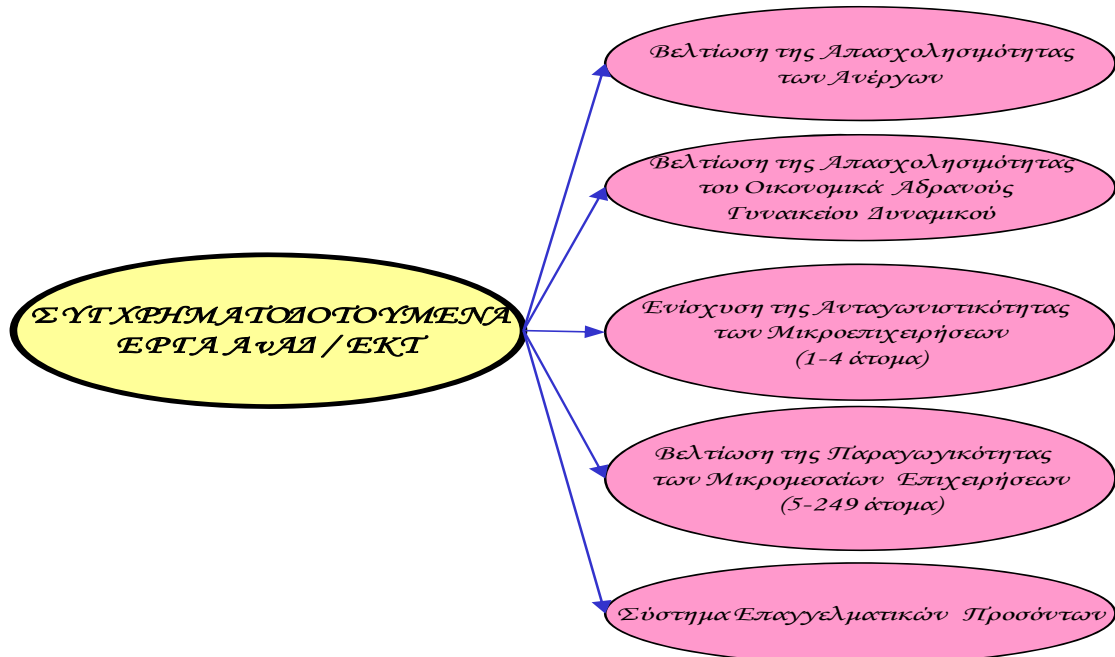 Βελτίωση της Απασχολησιμότητας
των Ανέργων
Βελτίωση της Απασχολησιμότητας
του Οικονομικά Αδρανούς
Γυναικείου Δυναμικού
ΣΥΓΧΡΗΜΑΤΟΔΟΤΟΥΜΕΝΑ
ΕΡΓΑ ΑνΑΔ / ΕΚΤ
Ενίσχυση της Ανταγωνιστικότητας
των Μικροεπιχειρήσεων
(1-4 άτομα)
Βελτίωση της Παραγωγικότητας
των Μικρομεσαίων Επιχειρήσεων
(5-249 άτομα)
Σύστημα Επαγγελματικών Προσόντων